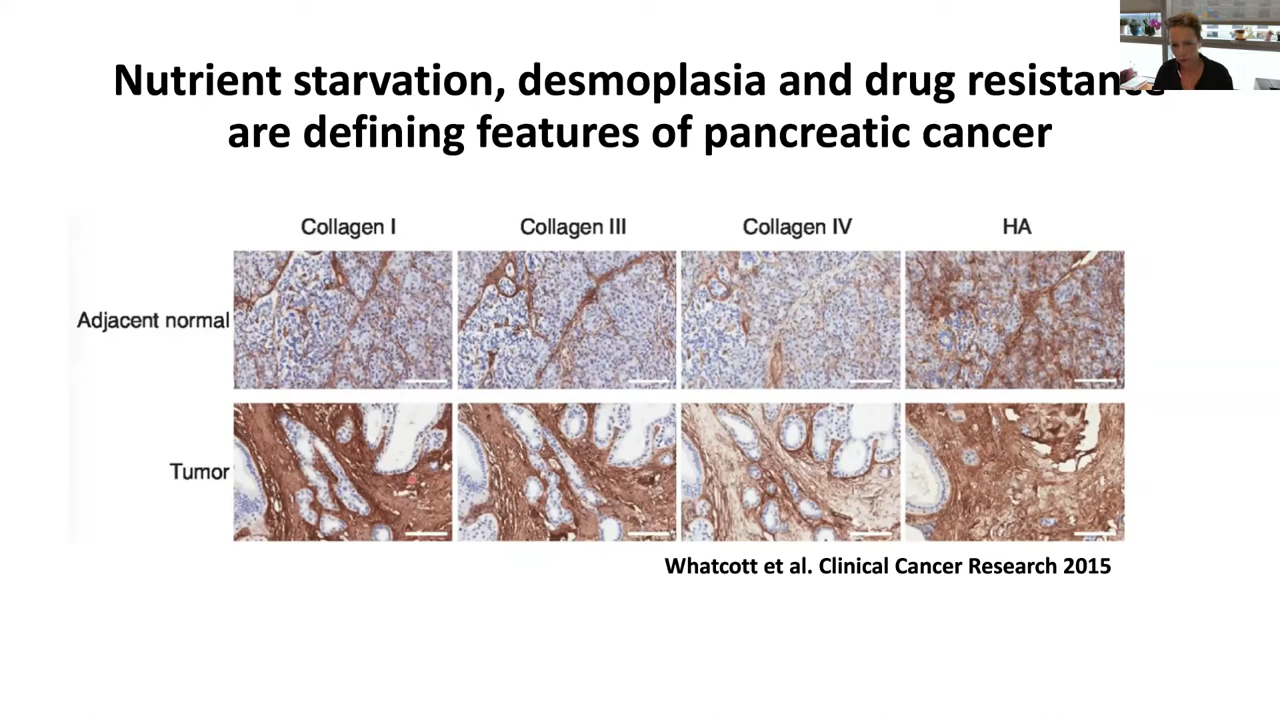 Nutrient starvation, desmoplasia and drug resistance
are defining features of pancreatic cancer
Collagen I Collagen III Collagen IV HA
Adjacent normal
Tumor
Whatcott et al. Clinical Cancer Research 2015